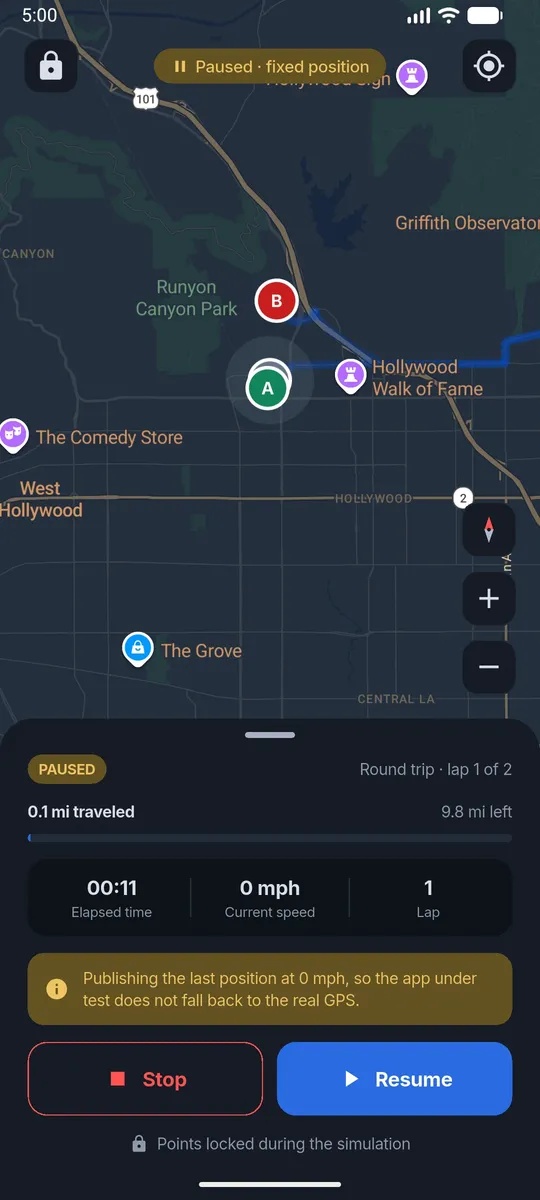 5:00
Paused · fixed position
Hollywood Sign
101
Griffith Observator
CANYON
Runyon
Canyon Park
B
A
Hollywood
Walk of Fame
The Comedy Store
West
Hollywood
HOLLYWOOD
2
The Grove
CENTRAL LA
PAUSED
Round trip · lap 1 of 2
0.1 mi traveled
9.8 mi left
00:11
0 mph
1
Elapsed time
Current speed
Lap
Publishing the last position at 0 mph, so the app under
test does not fall back to the real GPS.
Stop
Resume
Points locked during the simulation